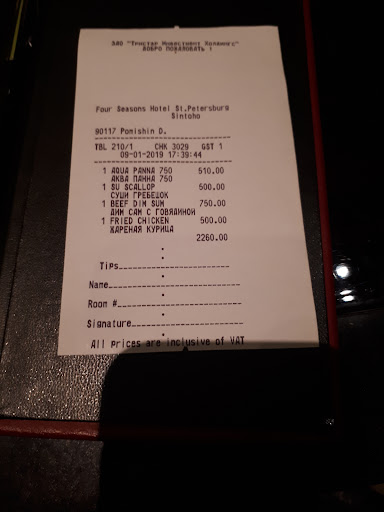 ЗАО "Тристар Инвестмент Холдингс"
ДОБРО ПОЖАЛОВАТЬ !
Four Seasons Hotel St.Petersburg
Sintoho
90117 Pomishin D.
TBL 210/1 CHK 3029 GST 1
09-01-2019 17:39:44
1 AQUA PANNA 750 510.00
АКВА ПАННА 750
1 SU SCALLOP 500.00
СУШИ ГРЕБЕШОК
1 BEEF DIM SUM 750.00
ДИМ САМ С ГОВЯДИНОЙ
1 FRIED CHICKEN 500.00
ЖАРЕНАЯ КУРИЦА
2260.00
Tips
Name
Room #
Signature
All prices are inclusive of VAT